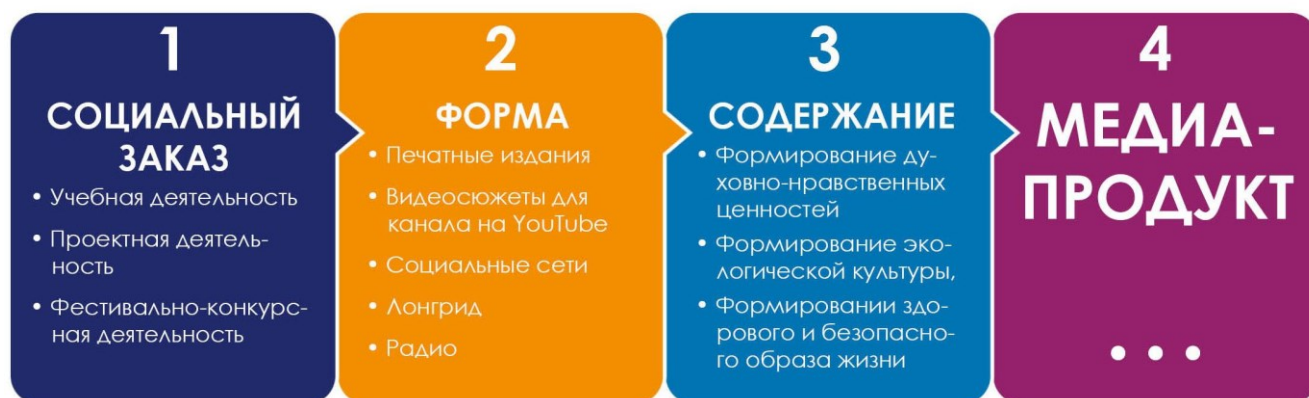 1
СОЦИАЛЬНЫЙ
ЗАКАЗ
• Учебная деятельность
• Проектная деятель-
ность
• Фестивально-конкурс-
ная деятельность
2
ФОРМА
• Печатные издания
• Видеосюжеты для
канала на YouTube
• Социальные сети
• Лонгрид
• Радио
3
СОДЕРЖАНИЕ
• Формирование ду-
ховно-нравственных
ценностей
• Формирование эко-
логической культуры,
• Формировании здо-
рового и безопасно-
го образа жизни
4
МЕДИА-
ПРОДУКТ
...